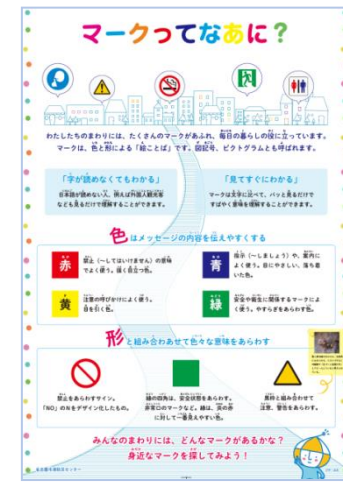 マークってなあに？
わたしたちのまわりには、たくさんのマークがあふれ、毎日の暮らしの役に立っています。
マークは、色と形による「絵ことば」です。図記号、ピクトグラムとも呼ばれます。
「字が読めなくてもわかる」
日本語が読めない人、例えば外国人観光客
なども見るだけで理解することができます。
「見てすぐにわかる」
マークは文字に比べて、パッと見るだけで
すばやく意味を理解することができます。
色はメッセージの内容を伝えやすくする
赤
禁止（〜してはいけません）の意味
でよく使う。強く目立つ色。
青
指示（〜しましょう）や、案内に
よく使う。目にやさしい、落ち着
いた色。
黄
注意の呼びかけによく使う。
目を引く色。
緑
安全や衛生に関係するマークによ
く使う。やすらぎをあらわす色。
形と組み合わあせて色々な意味をあらわす
禁止をあらわすサイン。
「NO」のNをデザイン化したもの。
緑の四角は、安全状態をあらわす。
非常口のマークなど。緑は、炎の赤
に対して一番見えやすい色。
黒枠と組み合わせて
注意、警告をあらわす。
みんなのまわりには、どんなマークがあるかな？
身近なマークを探してみよう！